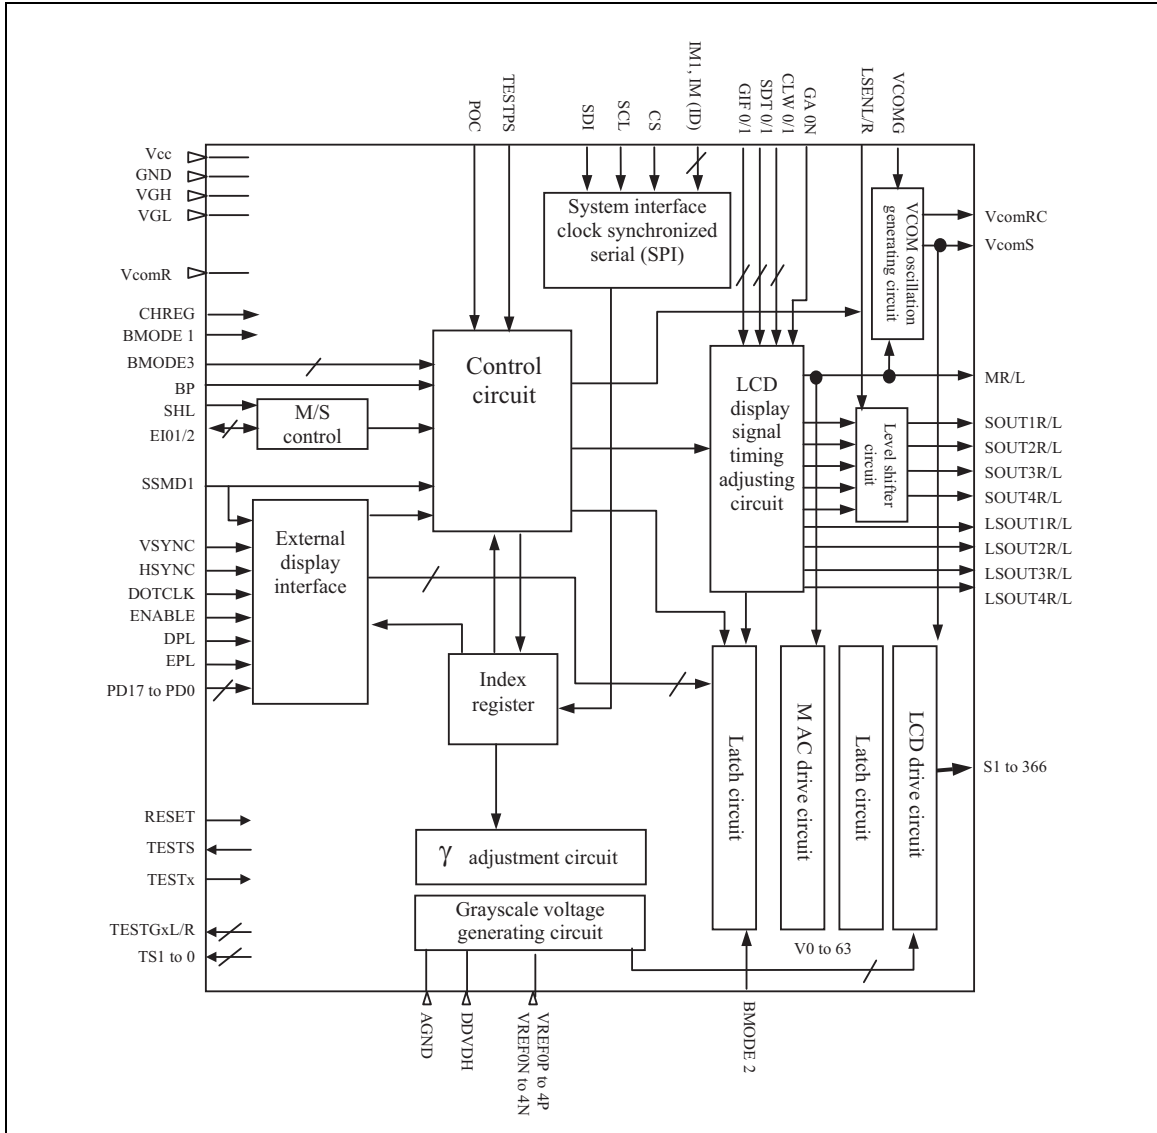 POC
TESTPS
SDI
SCL
CS
IM1, IM (ID)
GIF 0/1
SDT 0/1
CLW 0/1
GA 0N
LSENL/R
VCOMG
Vcc
GND
VGH
VGL
VcomR
CHREG
BMODE 1
BMODE3
BP
SHL
EI01/2
SSMD1
VSYNC
HSYNC
DOTCLK
ENABLE
DPL
EPL
PD17 to PD0
RESET
TESTS
TESTx
TESTGxL/R
TS1 to 0
System interface
clock synchronized
serial (SPI)
VCOM oscillation
generating circuit
Control
circuit
M/S
control
LCD
display
signal
timing
adjusting
circuit
Level shifter
circuit
External
display
interface
Index
register
Latch circuit
M AC drive circuit
Latch circuit
LCD drive circuit
γ adjustment circuit
Grayscale voltage
generating circuit
V0 to 63
VcomRC
VcomS
MR/L
SOUT1R/L
SOUT2R/L
SOUT3R/L
SOUT4R/L
LSOUT1R/L
LSOUT2R/L
LSOUT3R/L
LSOUT4R/L
S1 to 366
AGND
DDVDH
VREF0P to 4P
VREF0N to 4N
BMODE 2